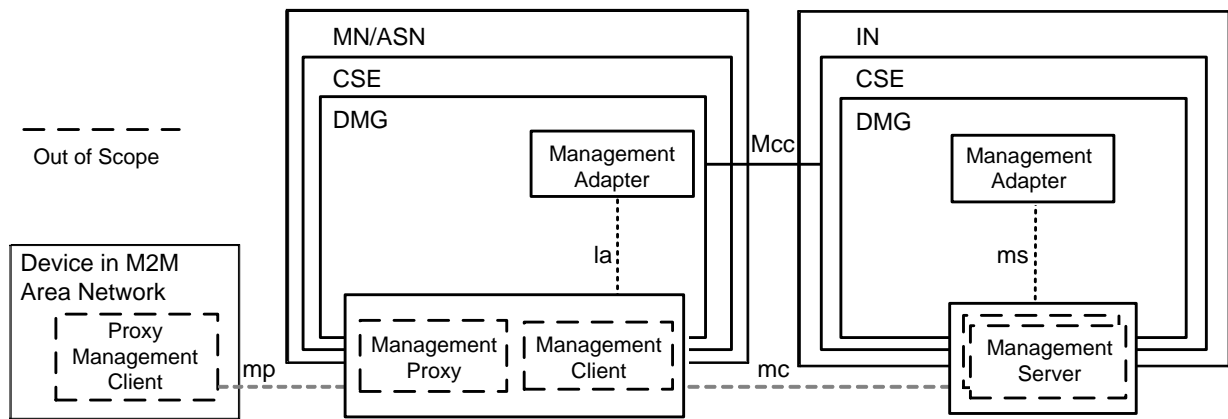 MN/ASN
CSE
DMG
Management
Adapter
la
Management
Proxy
Management
Client
Mcc
IN
CSE
DMG
Management
Adapter
ms
Management
Server
mc
Out of Scope
Device in M2M
Area Network
Proxy
Management
Client
mp